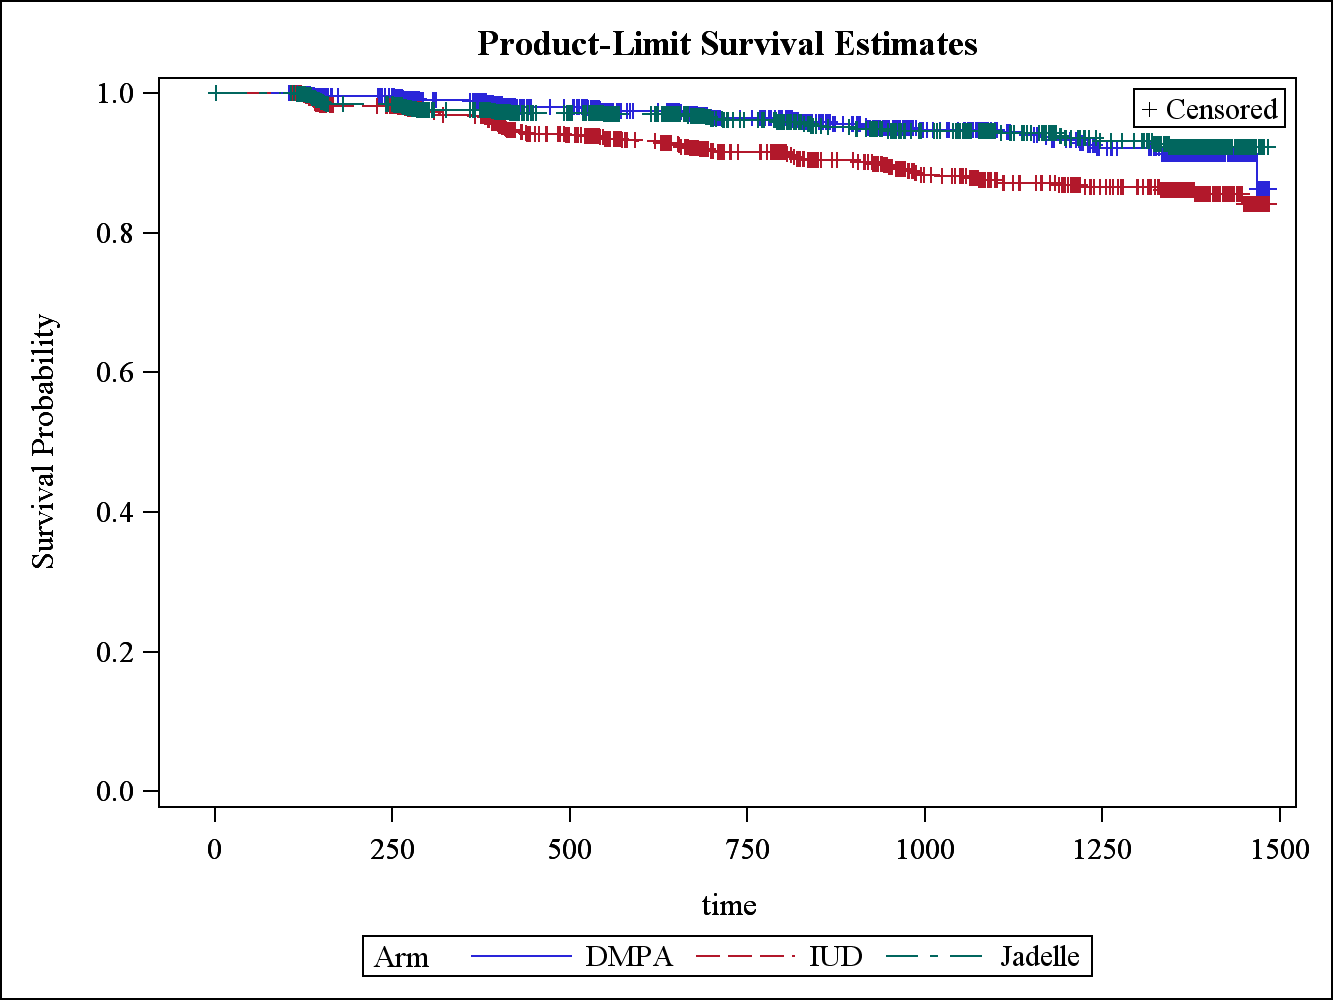 Product-Limit Survival Estimates
+ Censored
1.0
0.8
0.6
0.4
0.2
0.0
Survival Probability
0 250 500 750 1000 1250 1500
time
Arm DMPA IUD Jadelle